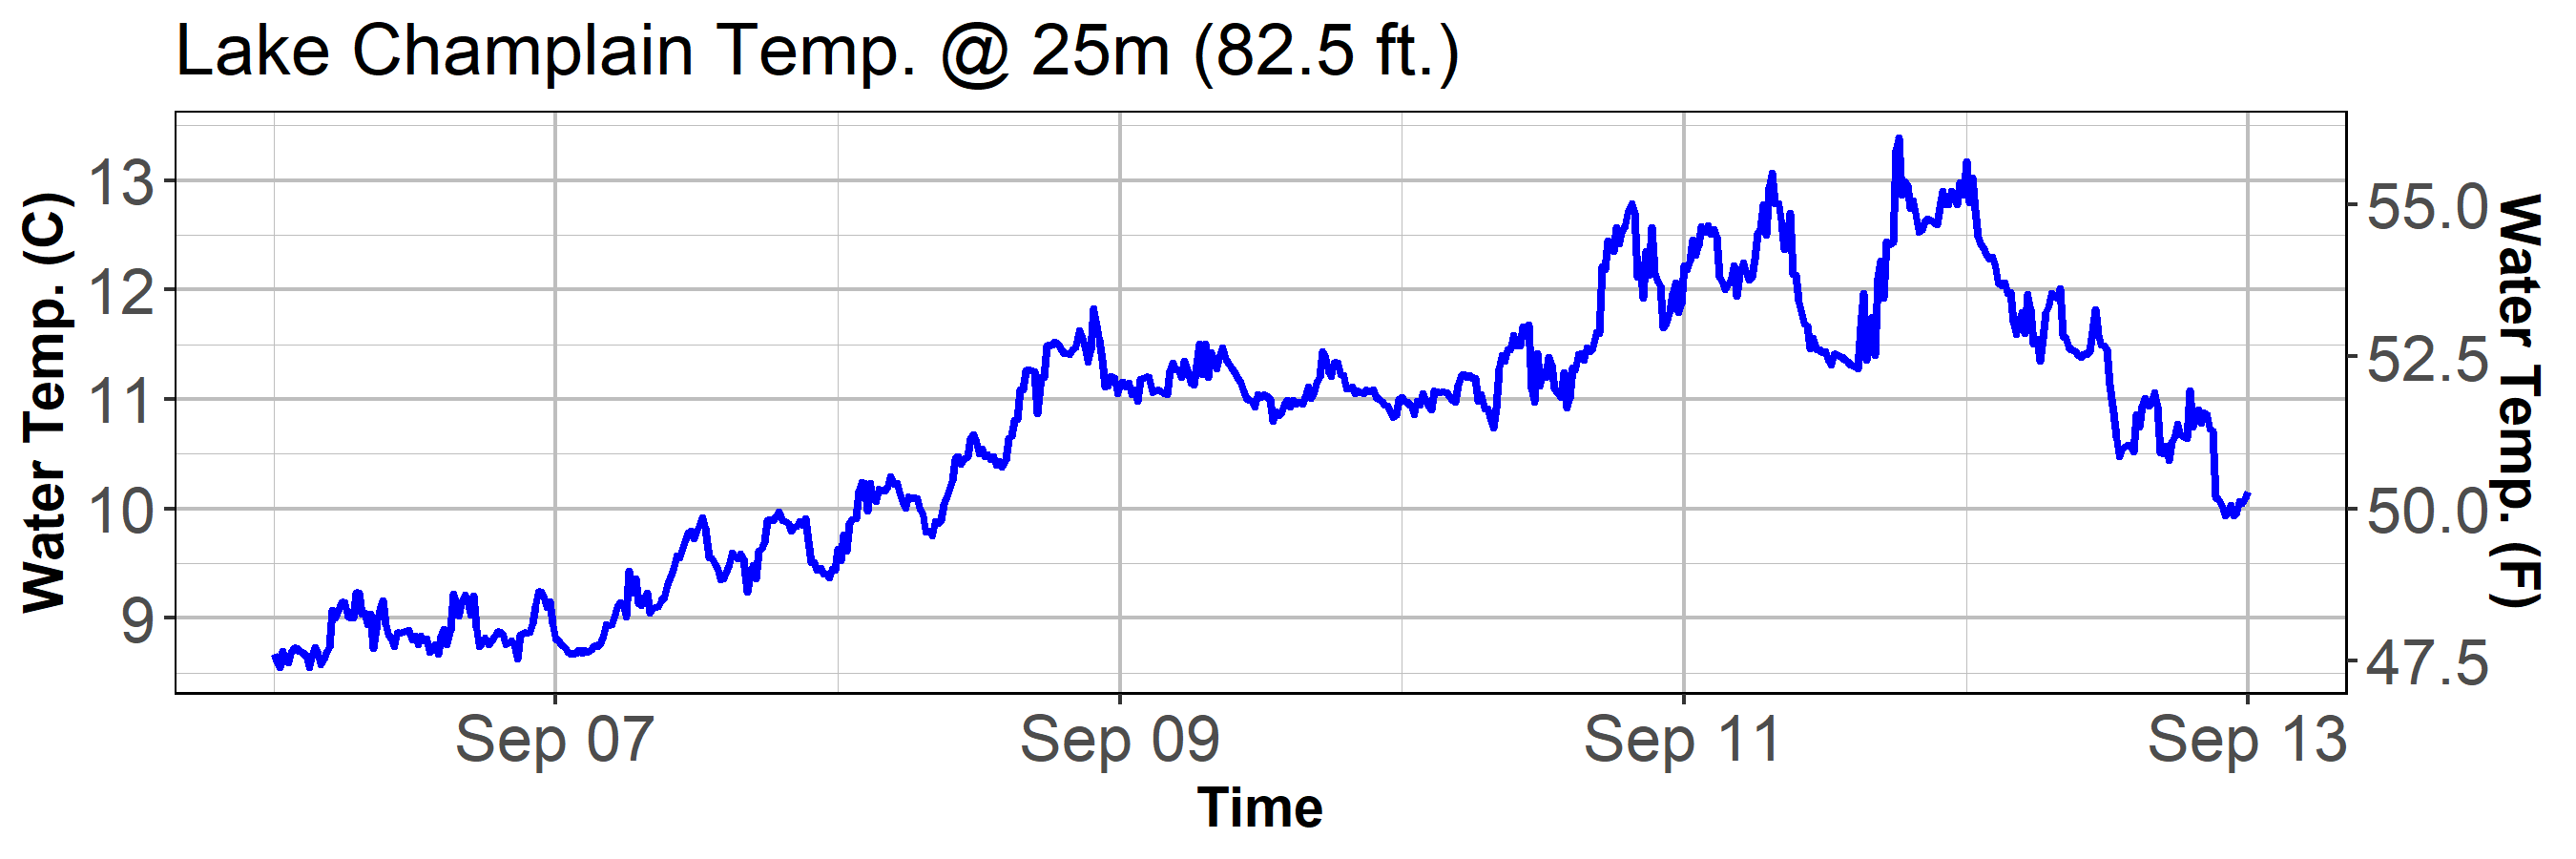 Lake Champlain Temp. @ 25m (82.5 ft.)
Water Temp. (C)
13
12
11
10
9
55.0
52.5
50.0
47.5
Water Temp. (F)
Sep 07
Sep 09
Sep 11
Sep 13
Time